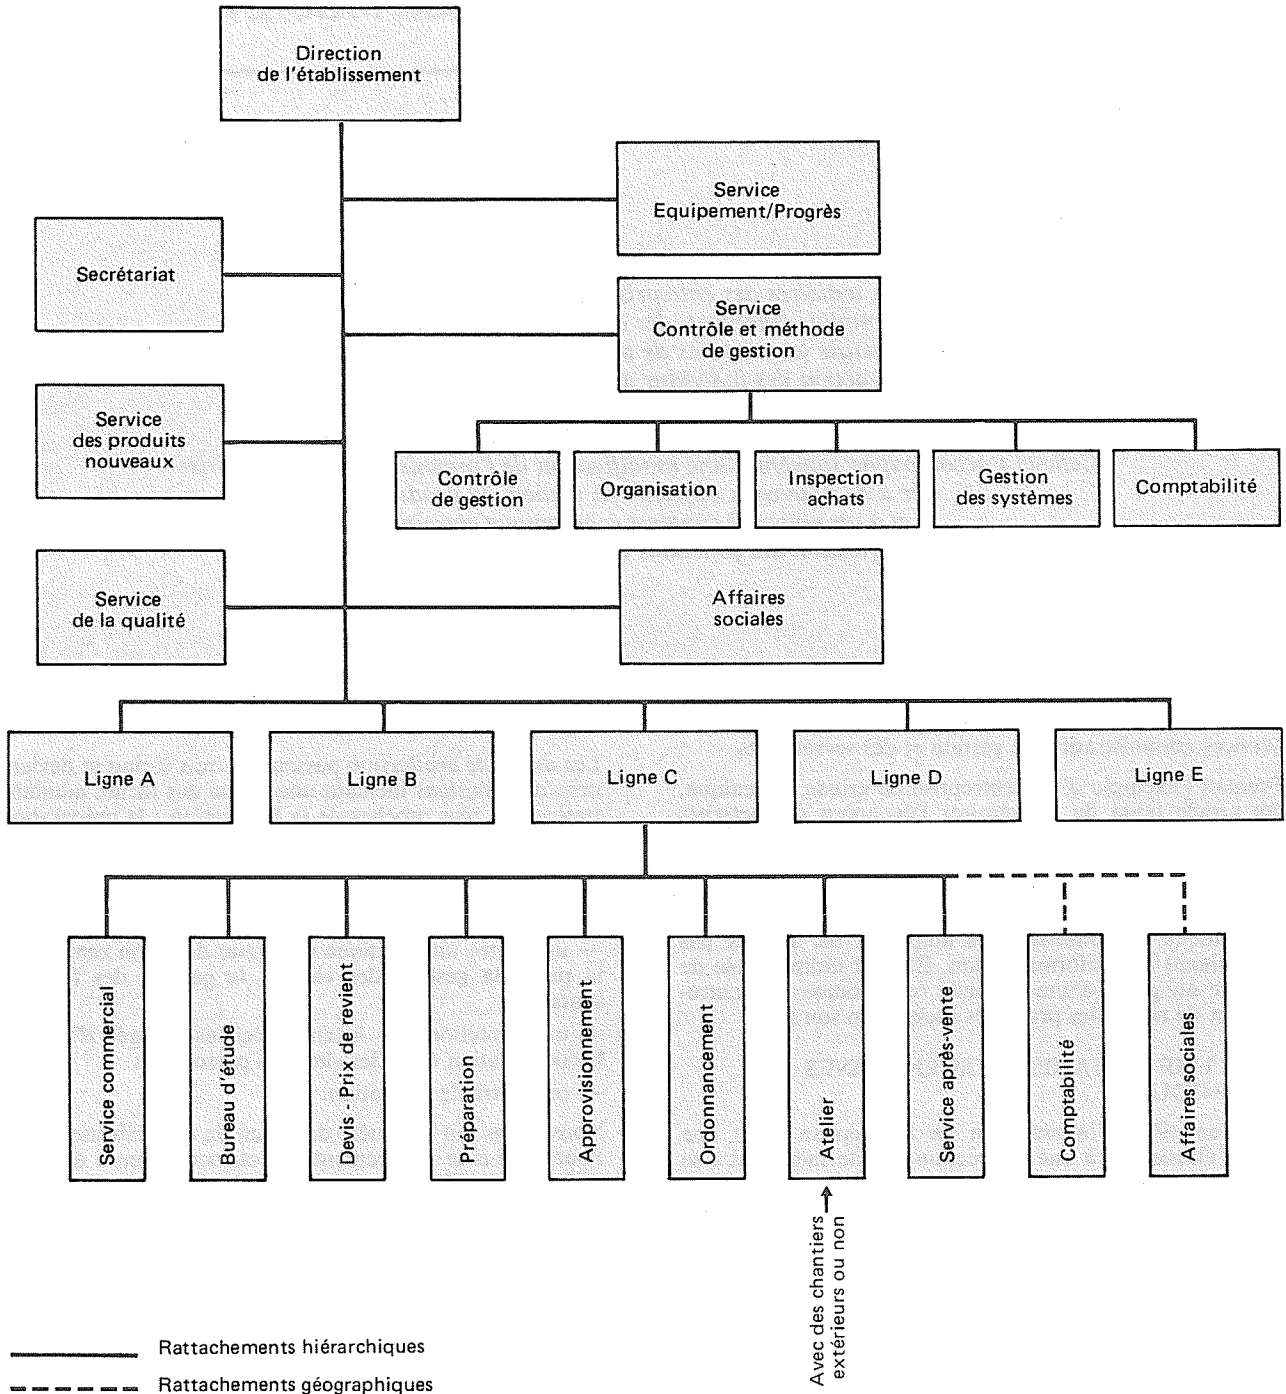 Direction
de l'établissement
Service
Equipement/Progrès
Secrétariat
Service
Contrôle et méthode
de gestion
Service
des produits
nouveaux
Contrôle
de gestion
Organisation
Inspection
achats
Gestion
des systèmes
Comptabilité
Service
de la qualité
Affaires
sociales
Ligne A
Ligne B
Ligne C
Ligne D
Ligne E
Service commercial
Bureau d'étude
Devis - Prix de revient
Préparation
Approvisionnement
Ordonnancement
Atelier
Service après-vente
Comptabilité
Affaires sociales
Avec des chantiers
extérieurs ou non
Rattachements hiérarchiques
Rattachements géographiques